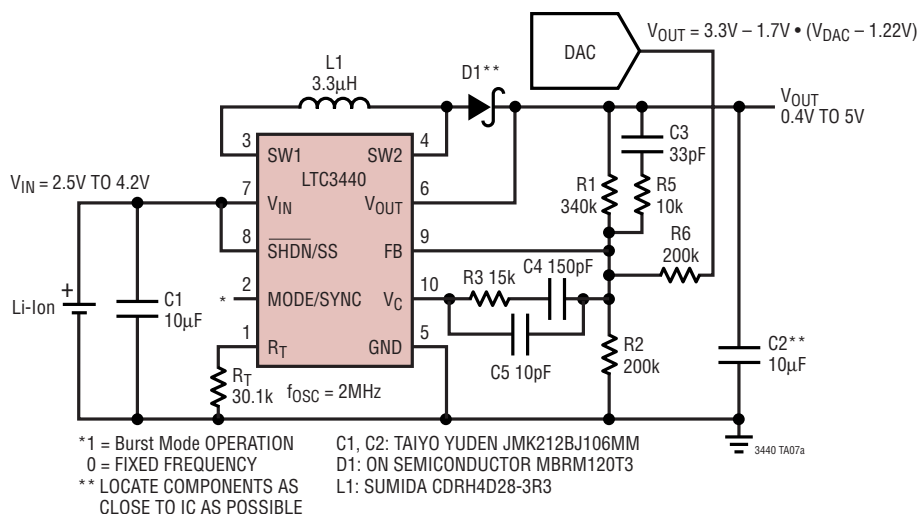 V_OUT = 3.3V – 1.7V • (V_DAC – 1.22V)
DAC
L1
3.3µH
D1**
V_OUT
0.4V TO 5V
3
SW1
SW2
4
LTC3440
C3
33pF
V_IN = 2.5V TO 4.2V
7
V_IN
V_OUT
6
R1
340k
R5
10k
8
SHDN/SS
FB
9
R6
200k
C4 150pF
R3 15k
*
2
MODE/SYNC
V_C
10
Li-Ion
+
C1
10µF
1
R_T
GND
5
C5 10pF
R2
200k
C2**
10µF
R_T
30.1k
f_OSC = 2MHz
*1 = Burst Mode OPERATION
0 = FIXED FREQUENCY
** LOCATE COMPONENTS AS
CLOSE TO IC AS POSSIBLE
C1, C2: TAIYO YUDEN JMK212BJ106MM
D1: ON SEMICONDUCTOR MBRM120T3
L1: SUMIDA CDRH4D28-3R3
3440 TA07a